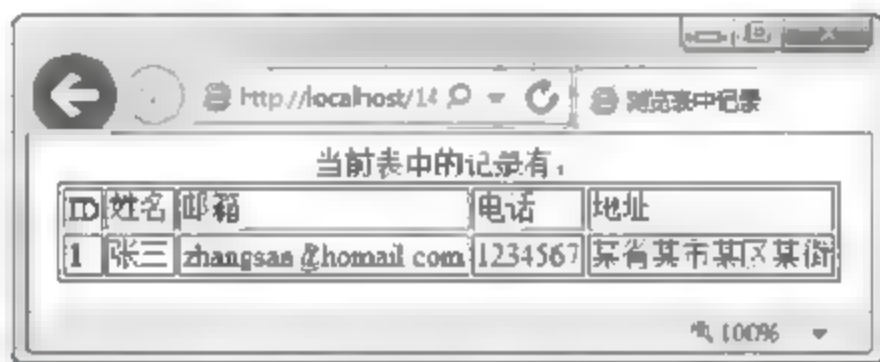 http://localhost/14 浏览表中记录
当前表中的记录有：
ID 姓名 邮箱 电话 地址
1 张三 zhangsan@homail.com 1234567 某省某市某区某街
100%